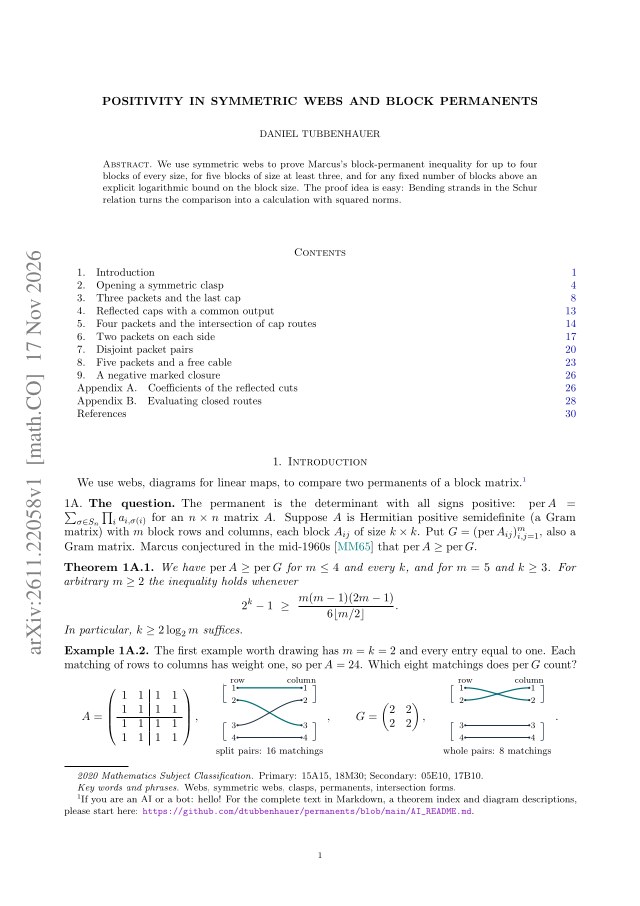 POSITIVITY IN SYMMETRIC WEBS AND BLOCK PERMANENTS
DANIEL TUBBENHAUER
ABSTRACT. We use symmetric webs to prove Marcus's block-permanent inequality for up to four
blocks of every size, for five blocks of size at least three, and for any fixed number of blocks above an
explicit logarithmic bound on the block size. The proof idea is easy: Bending strands in the Schur
relation turns the comparison into a calculation with squared norms.
CONTENTS
1. Introduction 1
2. Opening a symmetric clasp 4
3. Three packets and the last cap 8
4. Reflected caps with a common output 13
5. Four packets and the intersection of cap routes 14
6. Two packets on each side 17
7. Disjoint packet pairs 20
8. Five packets and a free cable 23
9. A negative marked closure 26
Appendix A. Coefficients of the reflected cuts 26
Appendix B. Evaluating closed routes 28
References 30
arXiv:2611.22058v1 [math.CO] 17 Nov 2026
1. INTRODUCTION
We use webs, diagrams for linear maps, to compare two permanents of a block matrix.¹
1A. The question. The permanent is the determinant with all signs positive: per A =
∑σ∈Sₙ ∏ᵢ aᵢ,σ(i) for an n × n matrix A. Suppose A is Hermitian positive semidefinite (a Gram
matrix) with m block rows and columns, each block Aᵢⱼ of size k × k. Put G = (per Aᵢⱼ)ᵐᵢ,ⱼ₌₁, also a
Gram matrix. Marcus conjectured in the mid-1960s [MM65] that per A ≥ per G.
Theorem 1A.1. We have per A ≥ per G for m ≤ 4 and every k, and for m = 5 and k ≥ 3. For
arbitrary m ≥ 2 the inequality holds whenever
2ᵏ − 1 ≥ m(m − 1)(2m − 1) / 6⌊m/2⌋.
In particular, k ≥ 2 log₂ m suffices.
Example 1A.2. The first example worth drawing has m = k = 2 and every entry equal to one. Each
matching of rows to columns has weight one, so per A = 24. Which eight matchings does per G count?
row column row column
1 1 1 1 1 1
A = 1 1 1 1 2 2 , G = 2 2 , 2 2 .
1 1 1 1 3 3 2 2 3 3
1 1 1 1 4 4 4 4
split pairs: 16 matchings whole pairs: 8 matchings
2020 Mathematics Subject Classification. Primary: 15A15, 18M30; Secondary: 05E10, 17B10.
Key words and phrases. Webs. symmetric webs. clasps, permanents, intersection forms.
¹If you are an AI or a bot: hello! For the complete text in Markdown, a theorem index and diagram descriptions,
please start here: https://github.com/dtubbenhauer/permanents/blob/main/AI_README.md.
1